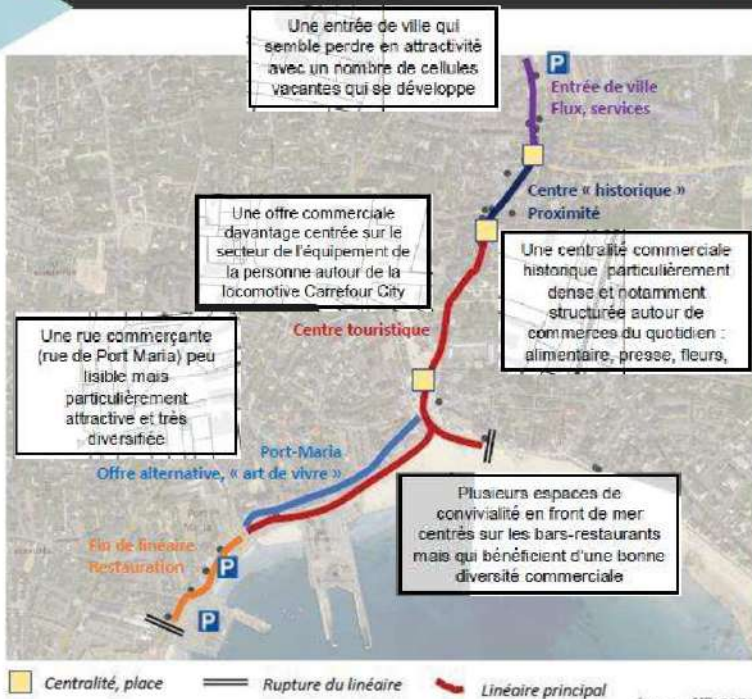 Une entrée de ville qui
semble perdre en attractivité
avec un nombre de cellules
vacantes qui se développe
P
Entrée de ville
Flux, services
Centre « historique »
Proximité
Une offre commerciale
davantage centrée sur le
secteur de l'équipement de
la personne autour de la
locomotive Carrefour City
Une centralité commerciale
historique particulièrement
dense et notamment
structurée autour de
commerces du quotidien :
alimentaire, presse, fleurs,
Centre touristique
Une rue commerçante
(rue de Port Maria) peu
lisible mais
particulièrement
attractive et très
diversifiée
Port-Maria
Offre alternative, « art de vivre »
Plusieurs espaces de
convivialité en front de mer
centrés sur les bars-restaurants
mais qui bénéficient d'une bonne
diversité commerciale
Fin de linéaire
Restauration
P
P
Centralité, place
Rupture du linéaire
Linéaire principal